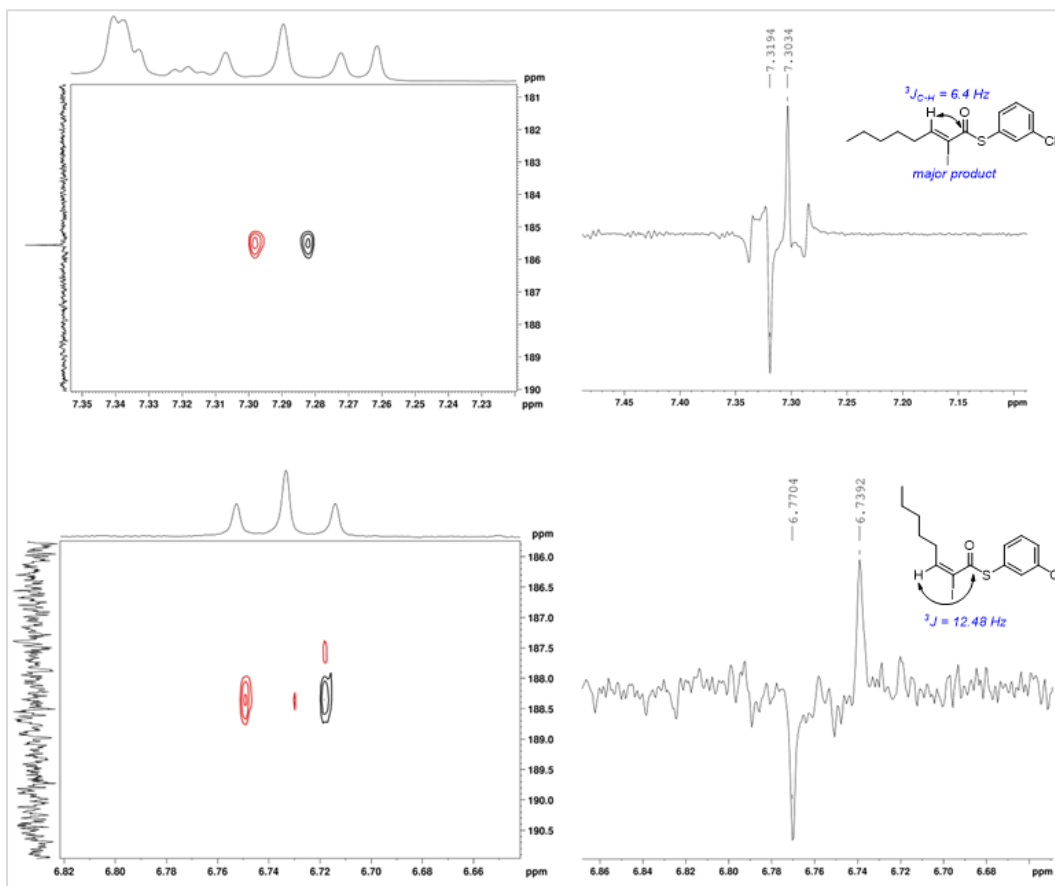 ppm
181
182
183
184
185
186
187
188
189
190
7.35 7.34 7.33 7.32 7.31 7.30 7.29 7.28 7.27 7.26 7.25 7.24 7.23 ppm
7.3194
7.3034
³J_C-H = 6.4 Hz
H O
S Cl
I
major product
7.45 7.40 7.35 7.30 7.25 7.20 7.15 ppm
ppm
186.0
186.5
187.0
187.5
188.0
188.5
189.0
189.5
190.0
190.5
6.82 6.80 6.78 6.76 6.74 6.72 6.70 6.68 6.66 ppm
6.7704
6.7392
O
H S
I
³J = 12.48 Hz
6.86 6.84 6.82 6.80 6.78 6.76 6.74 6.72 6.70 6.68 ppm